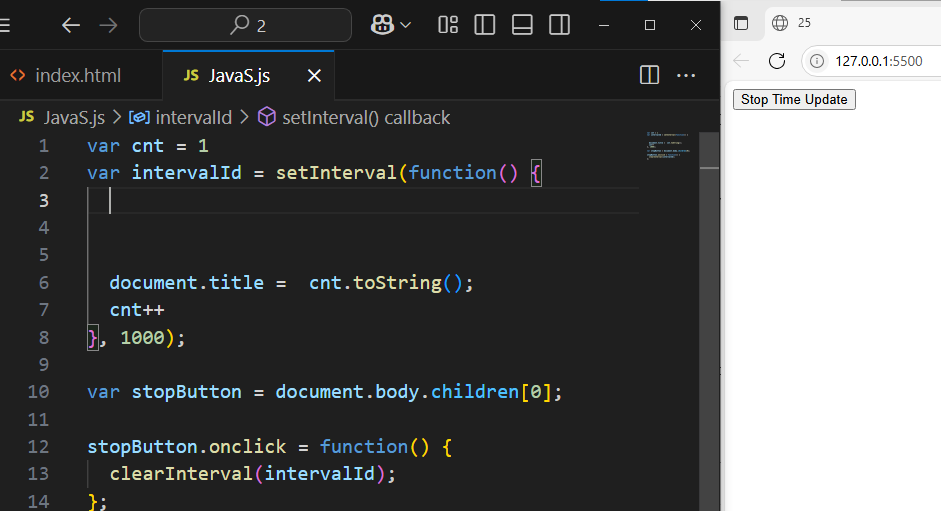 2
index.html
JS JavaS.js
JS JavaS.js > intervalId > setInterval() callback
1 var cnt = 1
2 var intervalId = setInterval(function() {
3
4
5
6 document.title =  cnt.toString();
7 cnt++
8 }, 1000);
9
10 var stopButton = document.body.children[0];
11
12 stopButton.onclick = function() {
13 clearInterval(intervalId);
14 };
25
127.0.0.1:5500
Stop Time Update